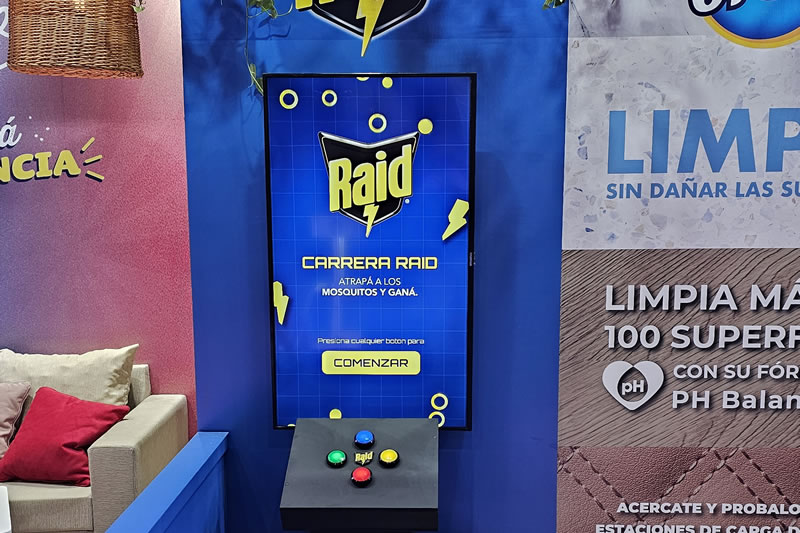 á
NCIA
Raid
CARRERA RAID
ATRAPÁ A LOS
MOSQUITOS Y GANÁ.
Presiona cualquier boton para
COMENZAR
Raid
LIMP
SIN DAÑAR LAS SU
LIMPIA MÁ
100 SUPERF
pH
CON SU FÓR
PH Balan
ACERCATE Y PROBALO
ESTACIONES DE CARGA D